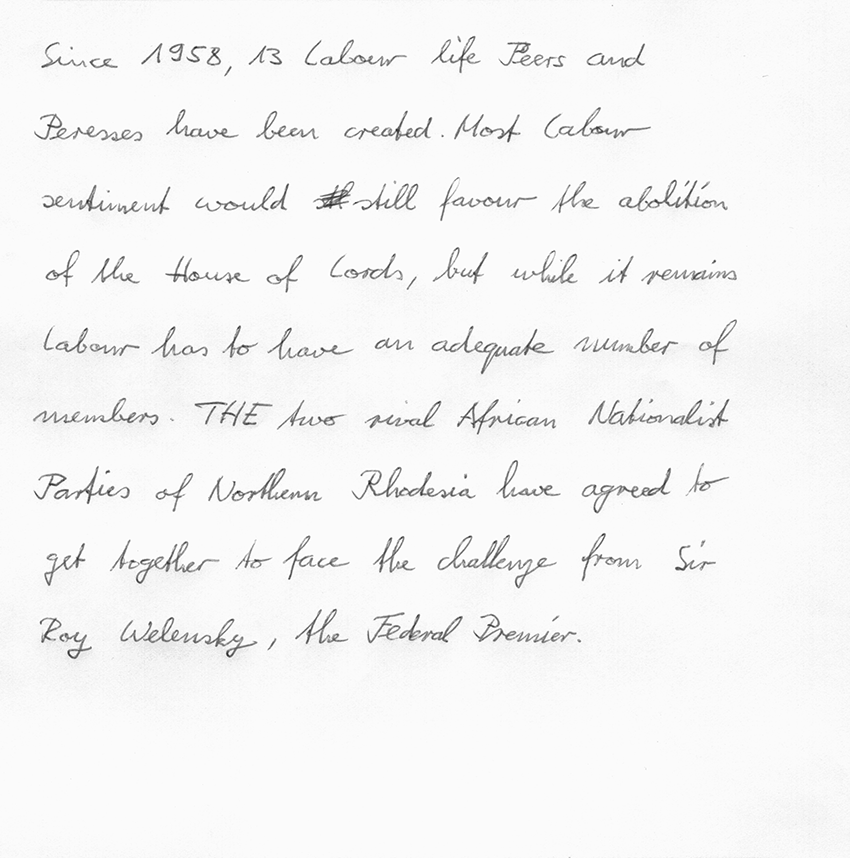 Since 1958, 13 Labour life Peers and
Peresses have been created. Most Labour
sentiment would still favour the abolition
of the House of Lords, but while it remains
Labour has to have an adequate number of
members. THE two rival African Nationalist
Parties of Northern Rhodesia have agreed to
get together to face the challenge from Sir
Roy Welensky, the Federal Premier.